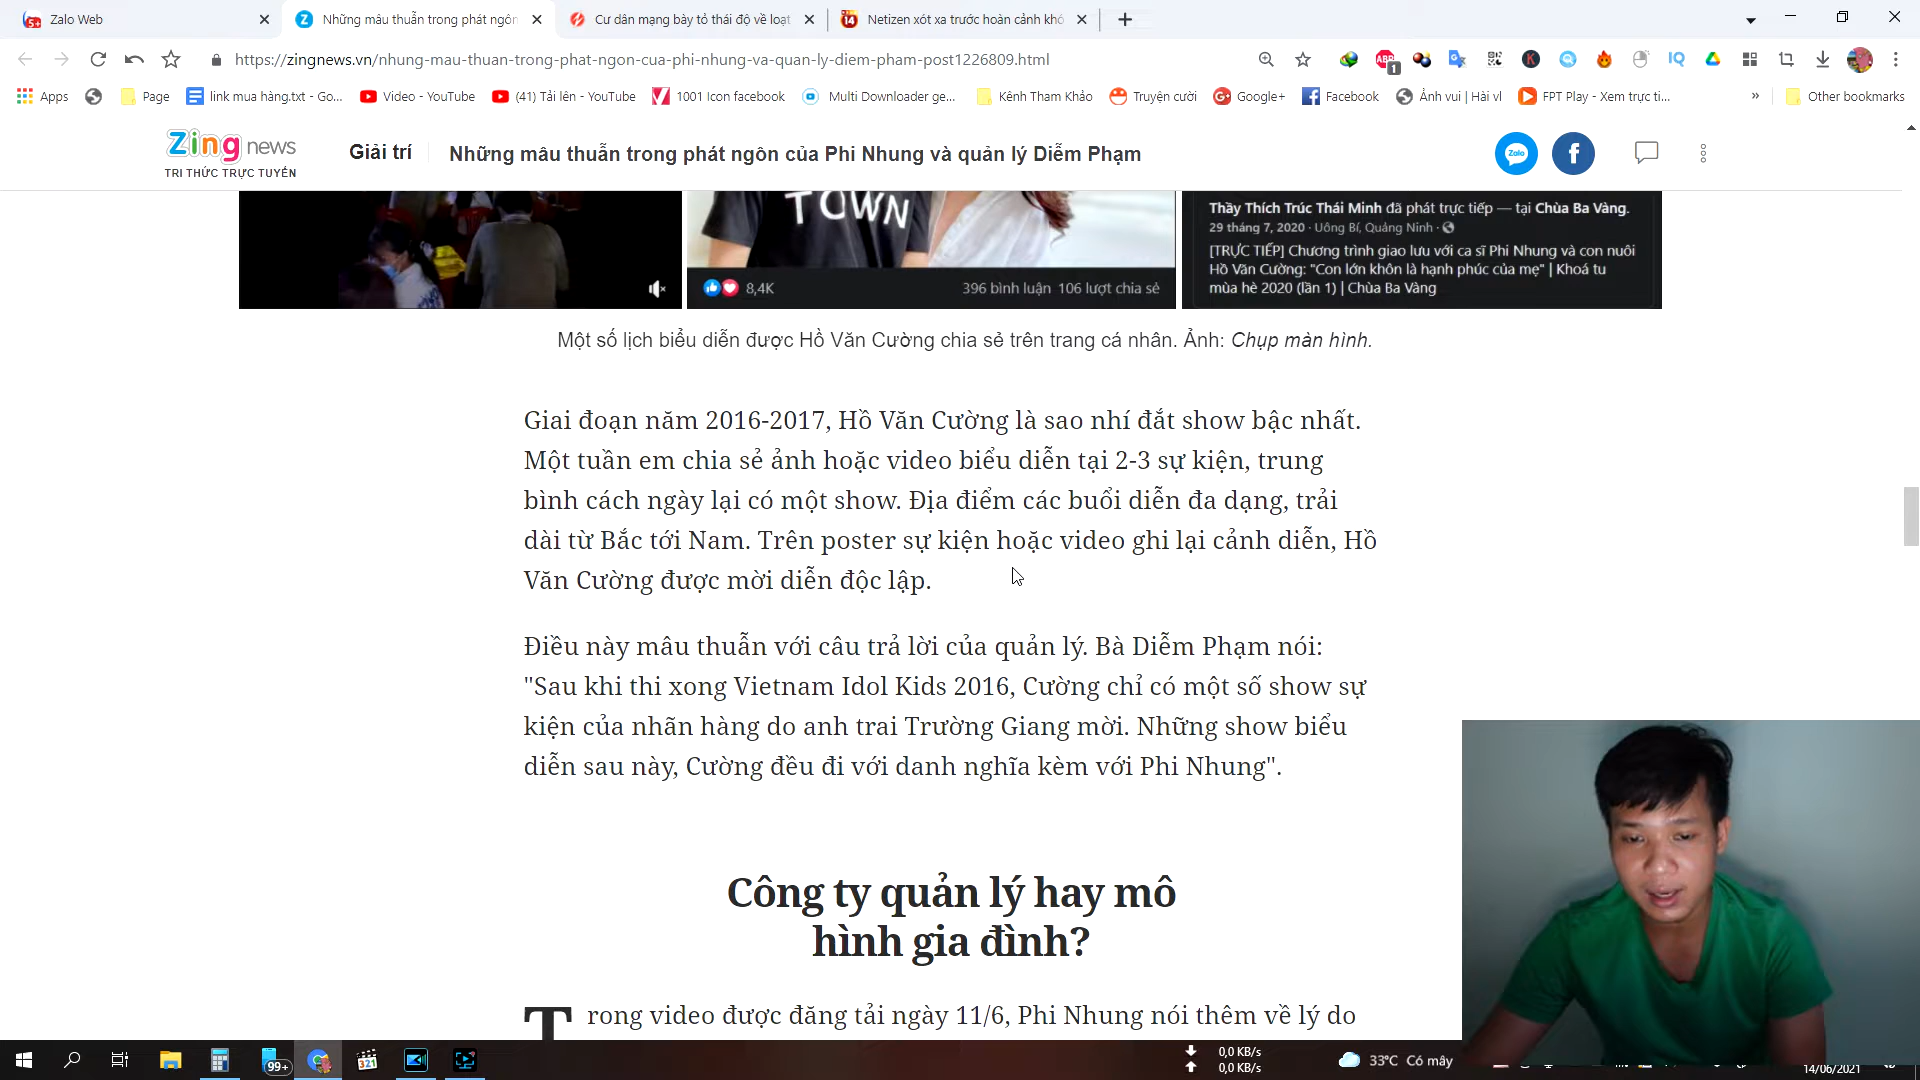 Zalo Web
Những mâu thuẫn trong phát ngôn
Cư dân mạng bày tỏ thái độ về loạt
Netizen xót xa trước hoàn cảnh khó
https://zingnews.vn/nhung-mau-thuan-trong-phat-ngon-cua-phi-nhung-va-quan-ly-diem-pham-post1226809.html
Apps
Page
link mua hàng.txt - Go...
Video - YouTube
(41) Tải lên - YouTube
1001 Icon facebook
Multi Downloader ge...
Kênh Tham Khảo
Truyện cười
Google+
Facebook
Ảnh vui | Hài vl
FPT Play - Xem trực ti...
»
Other bookmarks
Zing news
TRI THỨC TRỰC TUYẾN
Giải trí
Những mâu thuẫn trong phát ngôn của Phi Nhung và quản lý Diễm Phạm
Zalo
TOWN
8,4K
396 bình luận 106 lượt chia sẻ
Thầy Thích Trúc Thái Minh đã phát trực tiếp — tại Chùa Ba Vàng.
29 tháng 7, 2020 · Uông Bí, Quảng Ninh ·
[TRỰC TIẾP] Chương trình giao lưu với ca sĩ Phi Nhung và con nuôi
Hồ Văn Cường: "Con lớn khôn là hạnh phúc của mẹ" | Khoá tu
mùa hè 2020 (lần 1) | Chùa Ba Vàng
Một số lịch biểu diễn được Hồ Văn Cường chia sẻ trên trang cá nhân. Ảnh: Chụp màn hình.
Giai đoạn năm 2016-2017, Hồ Văn Cường là sao nhí đắt show bậc nhất.
Một tuần em chia sẻ ảnh hoặc video biểu diễn tại 2-3 sự kiện, trung
bình cách ngày lại có một show. Địa điểm các buổi diễn đa dạng, trải
dài từ Bắc tới Nam. Trên poster sự kiện hoặc video ghi lại cảnh diễn, Hồ
Văn Cường được mời diễn độc lập.
Điều này mâu thuẫn với câu trả lời của quản lý. Bà Diễm Phạm nói:
"Sau khi thi xong Vietnam Idol Kids 2016, Cường chỉ có một số show sự
kiện của nhãn hàng do anh trai Trường Giang mời. Những show biểu
diễn sau này, Cường đều đi với danh nghĩa kèm với Phi Nhung".
Công ty quản lý hay mô
hình gia đình?
Trong video được đăng tải ngày 11/6, Phi Nhung nói thêm về lý do
99+
321
0,0 KB/s
0,0 KB/s
33°C Có mây
14/06/2021